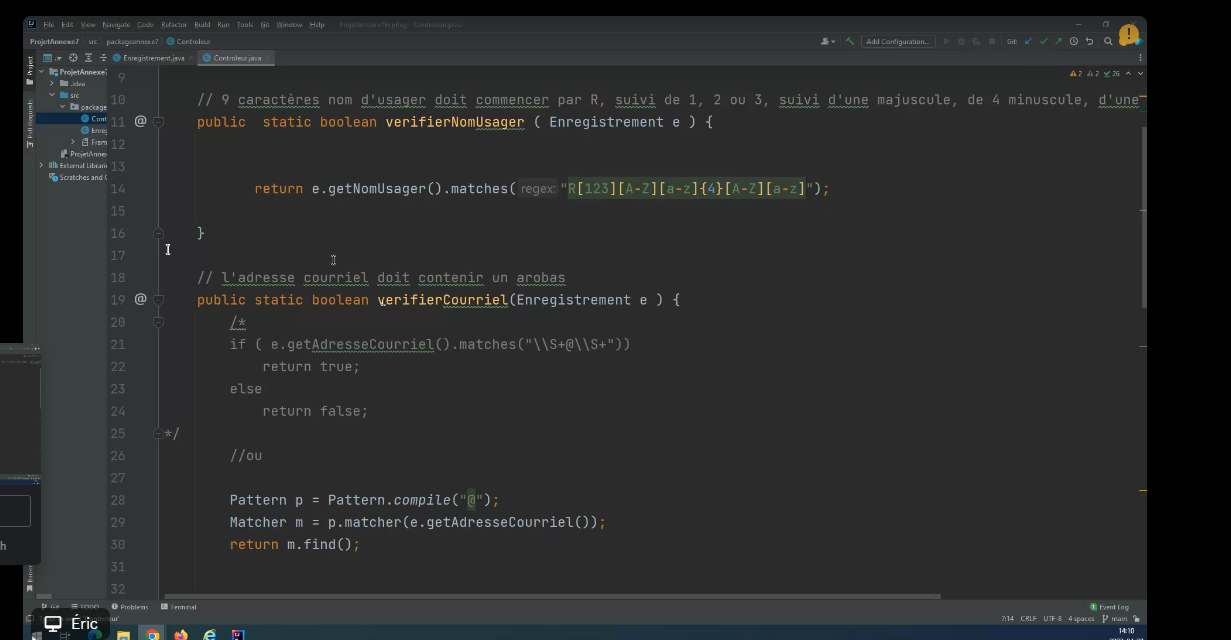 File Edit View Navigate Code Refactor Build Run Tools Git Window Help ProjetAnnexe7ExpReg - Controleur.java
ProjetAnnexe7 src packageannexe7 Controleur Add Configuration... Git:
Enregistrement.java Controleur.java
Project
Pull Requests
ProjetAnnexe7
.idea
src
package
Cont
Enreg
Fram
ProjetAnnex
External Librarie
Scratches and C
2 2 26
9
10 // 9 caractères nom d'usager doit commencer par R, suivi de 1, 2 ou 3, suivi d'une majuscule, de 4 minuscule, d'une
11 @ public static boolean verifierNomUsager ( Enregistrement e ) {
12
13
14 return e.getNomUsager().matches( regex: "R[123][A-Z][a-z]{4}[A-Z][a-z]");
15
16 }
17
18 // l'adresse courriel doit contenir un arobas
19 @ public static boolean verifierCourriel(Enregistrement e ) {
20 /*
21 if ( e.getAdresseCourriel().matches("\\S+@\\S+"))
22 return true;
23 else
24 return false;
25 */
26 //ou
27
28 Pattern p = Pattern.compile("@");
29 Matcher m = p.matcher(e.getAdresseCourriel());
30 return m.find();
31
32
h
Git TODO Problems Terminal 1 Event Log
7:14 CRLF UTF-8 4 spaces main
Éric
14:10